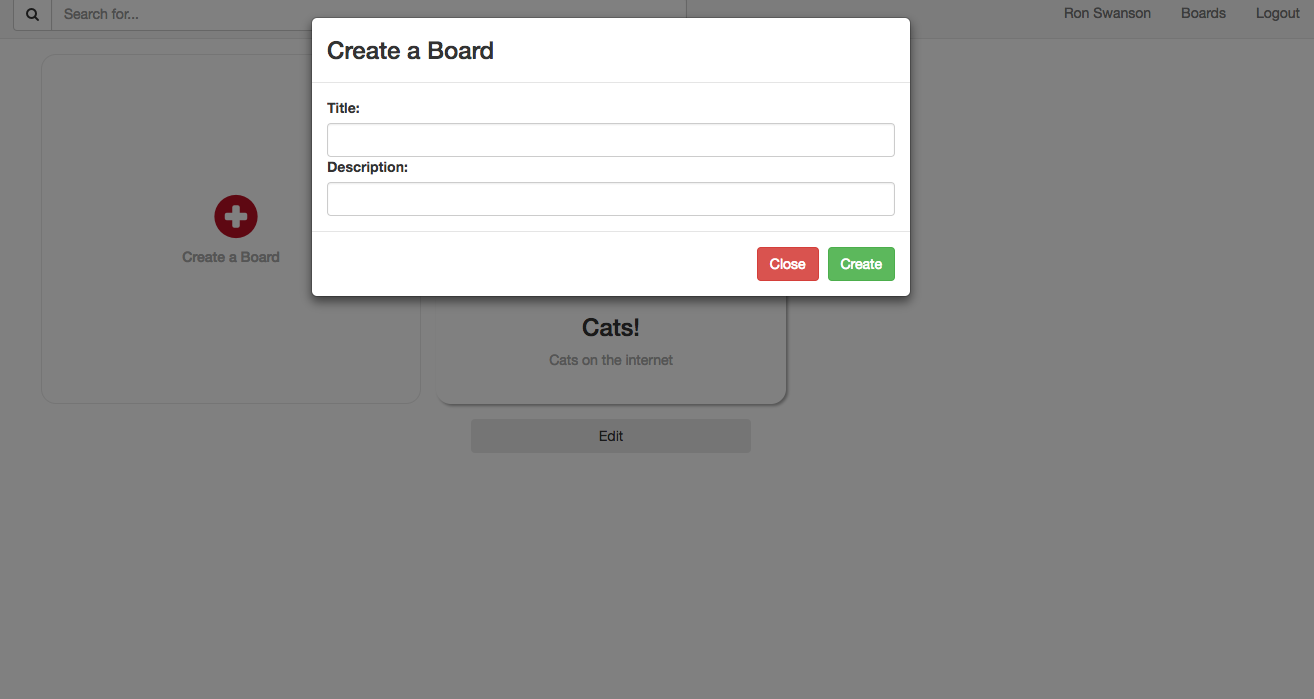 Search for...
Ron Swanson
Boards
Logout
Create a Board
Title:
Description:
Close
Create
Create a Board
Cats!
Cats on the internet
Edit